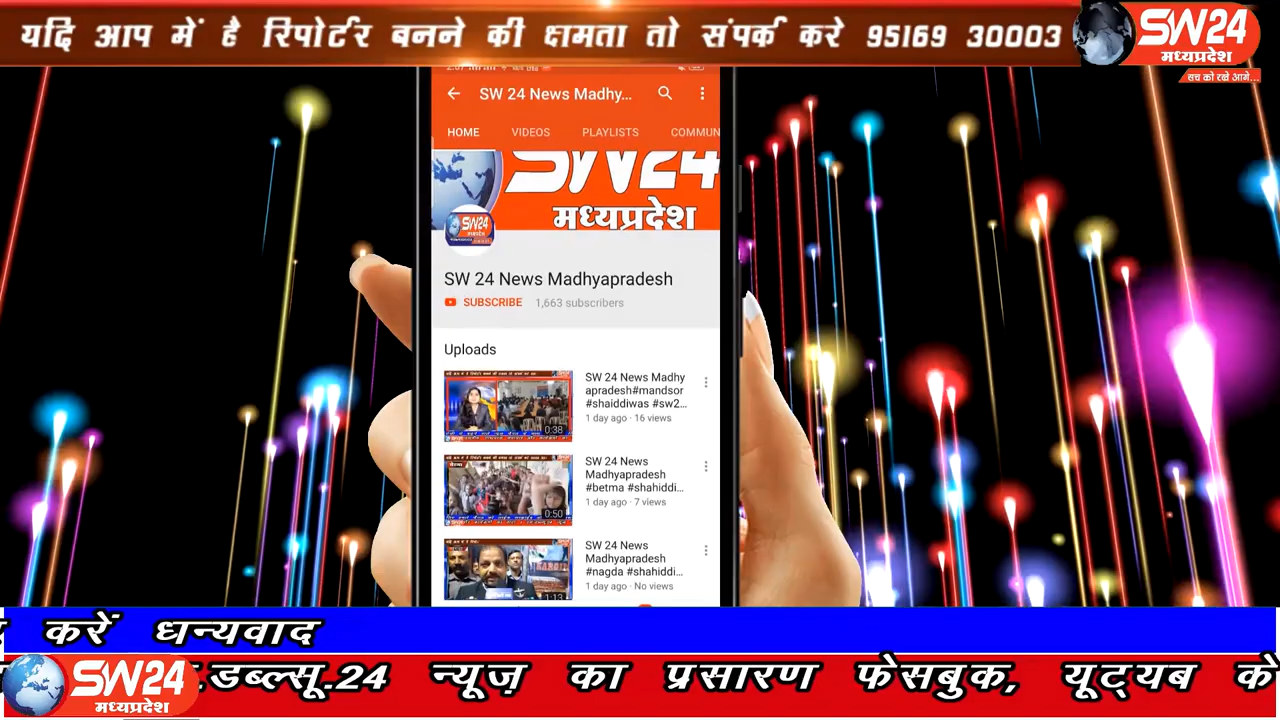 यदि आप में है रिपोर्टर बनने की क्षमता तो संपर्क करे 95169 30003
SW24
मध्यप्रदेश
सच को रखे आगे...
SW 24 News Madhy...
HOME VIDEOS PLAYLISTS COMMUN
SW24
मध्यप्रदेश
SW24
SW 24 News Madhyapradesh
SUBSCRIBE 1,663 subscribers
Uploads
SW 24 News Madhy
apradesh#mandsor
#shaiddiwas #sw2...
1 day ago · 16 views
0:38
SW 24 News
Madhyapradesh
#betma #shahiddi...
1 day ago · 7 views
0:50
SW 24 News
Madhyapradesh
#nagda #shahiddi...
1 day ago · No views
1:13
करें धन्यवाद
.डब्ल्सू.24 न्यूज़ का प्रसारण फेसबुक, यूट्यब के
SW24
मध्यप्रदेश